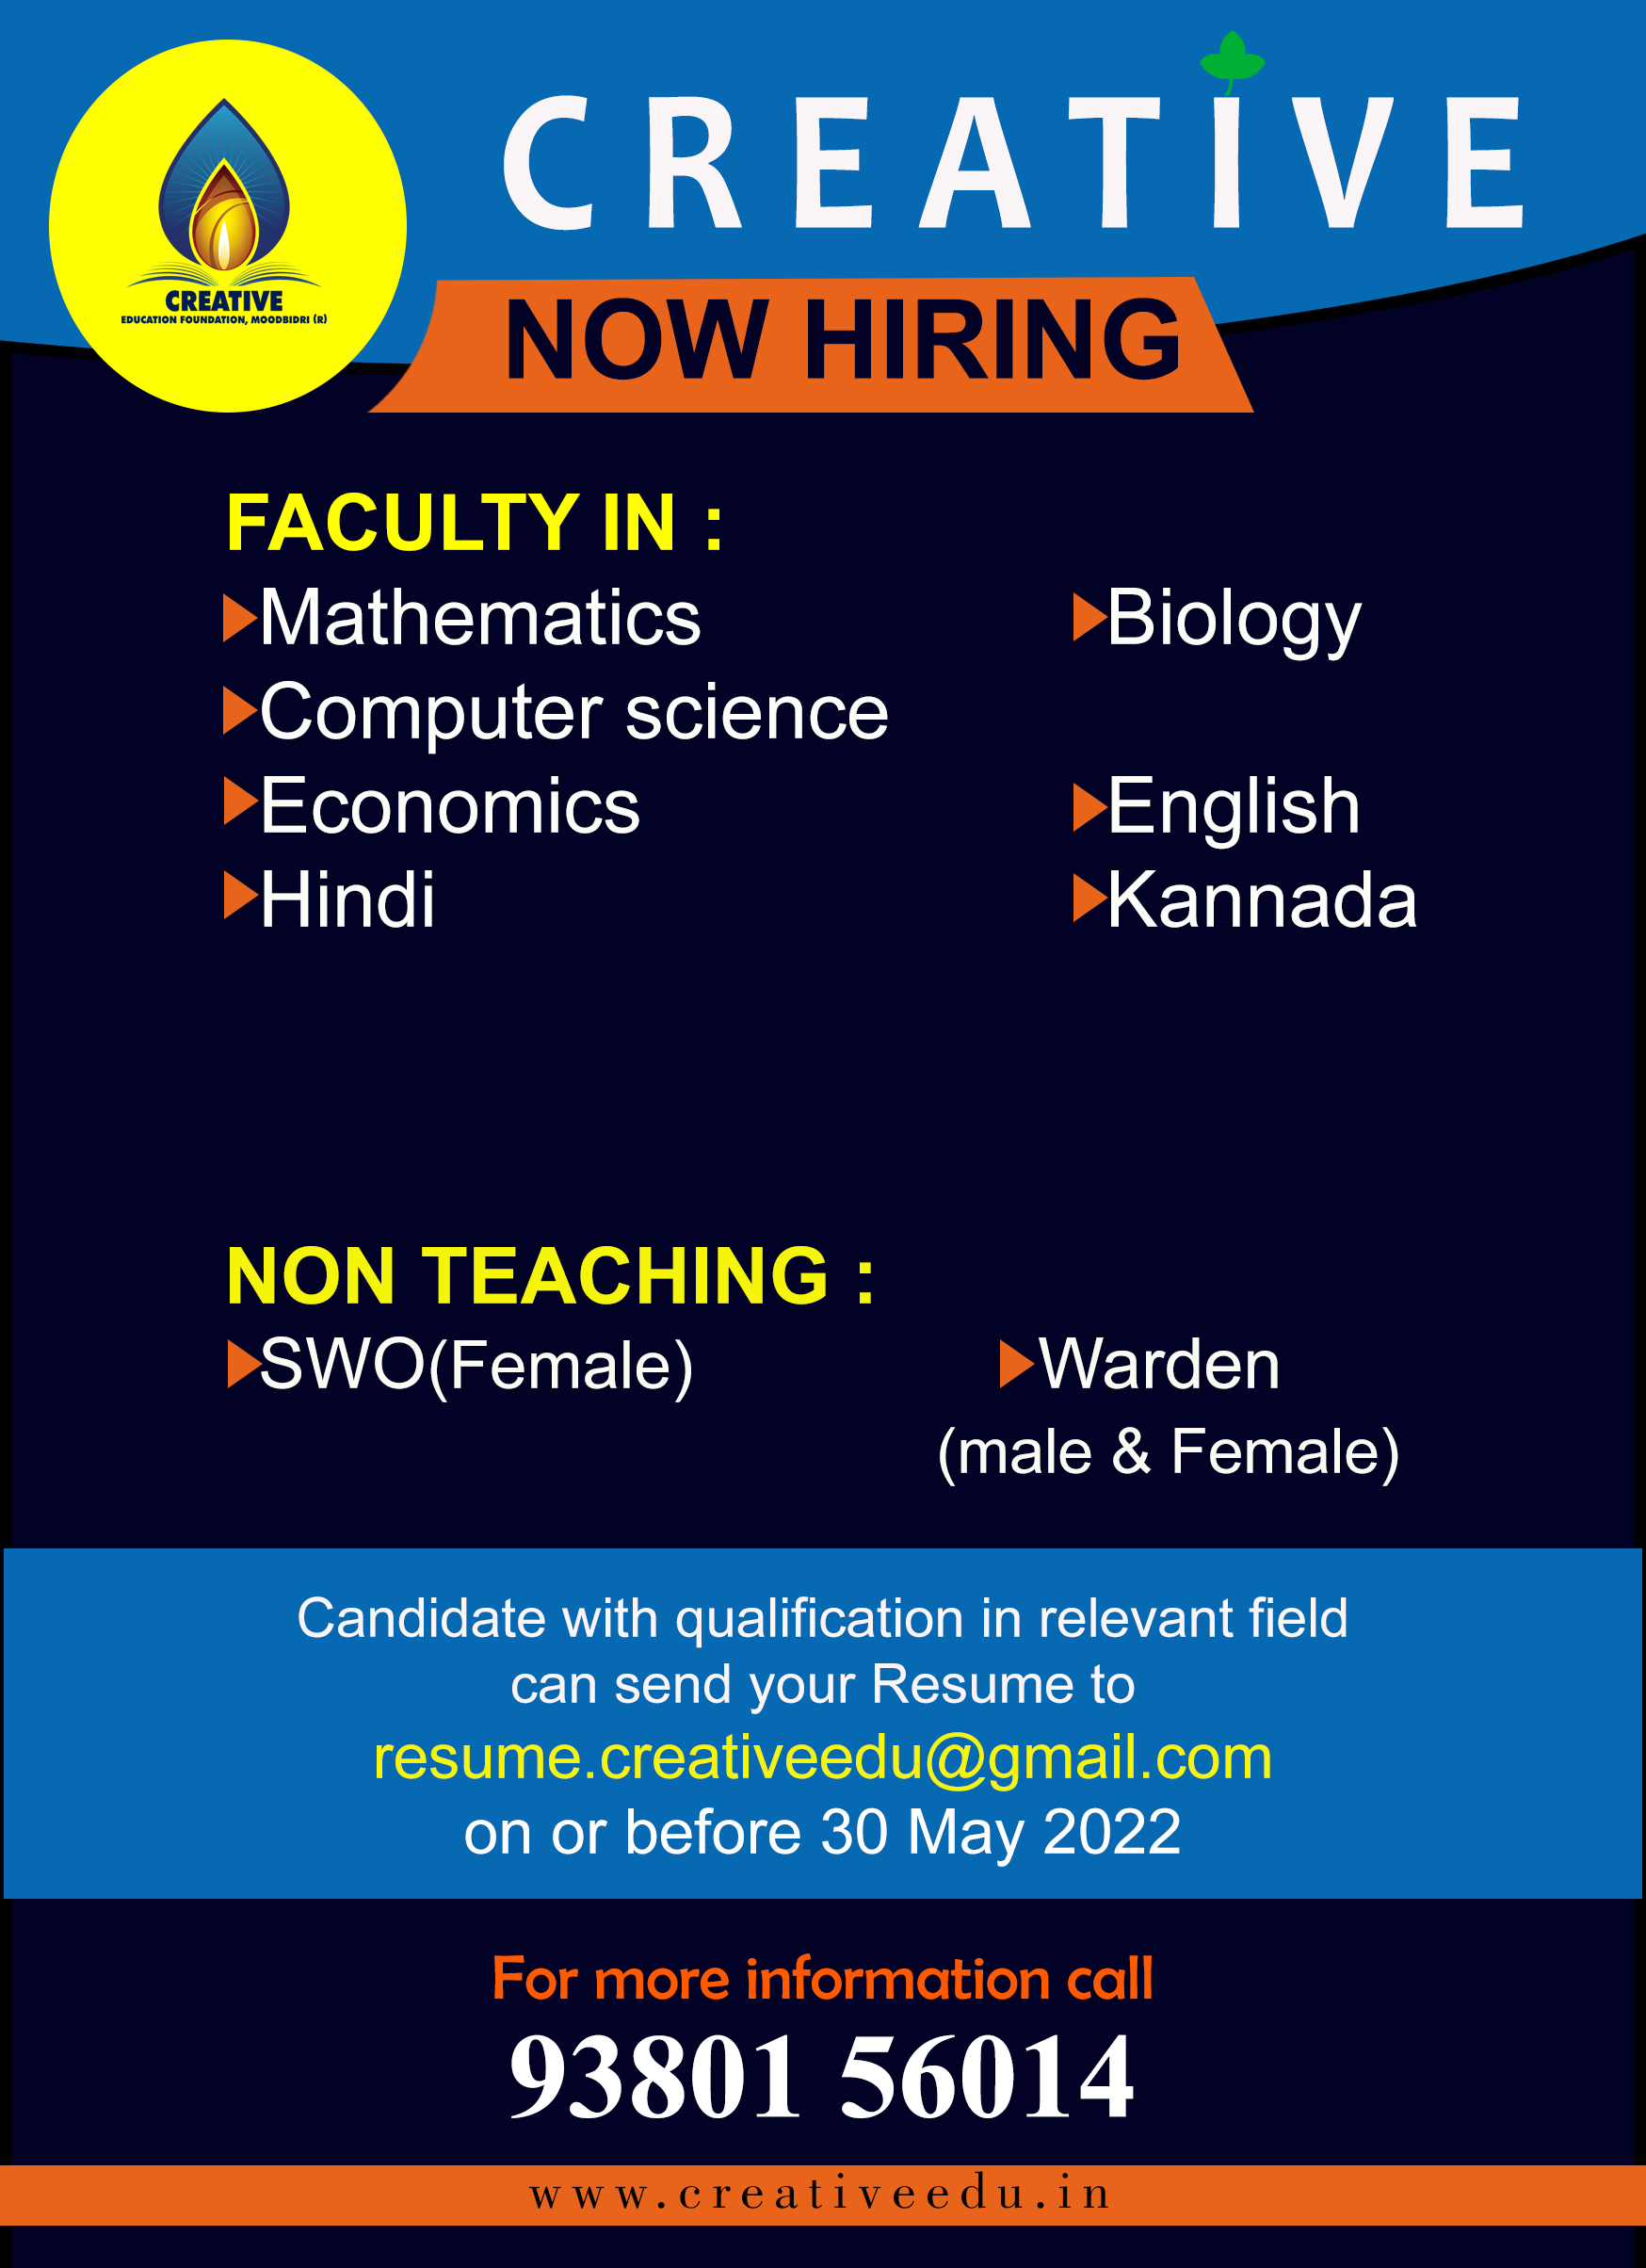 CREATIVE
CREATIVE
EDUCATION FOUNDATION, MOODBIDRI (R)
NOW HIRING
FACULTY IN :
Mathematics
Biology
Computer science
Economics
English
Hindi
Kannada
NON TEACHING :
SWO(Female)
Warden
(male & Female)
Candidate with qualification in relevant field
can send your Resume to
resume.creativeedu@gmail.com
on or before 30 May 2022
For more information call
93801 56014
www.creativeedu.in